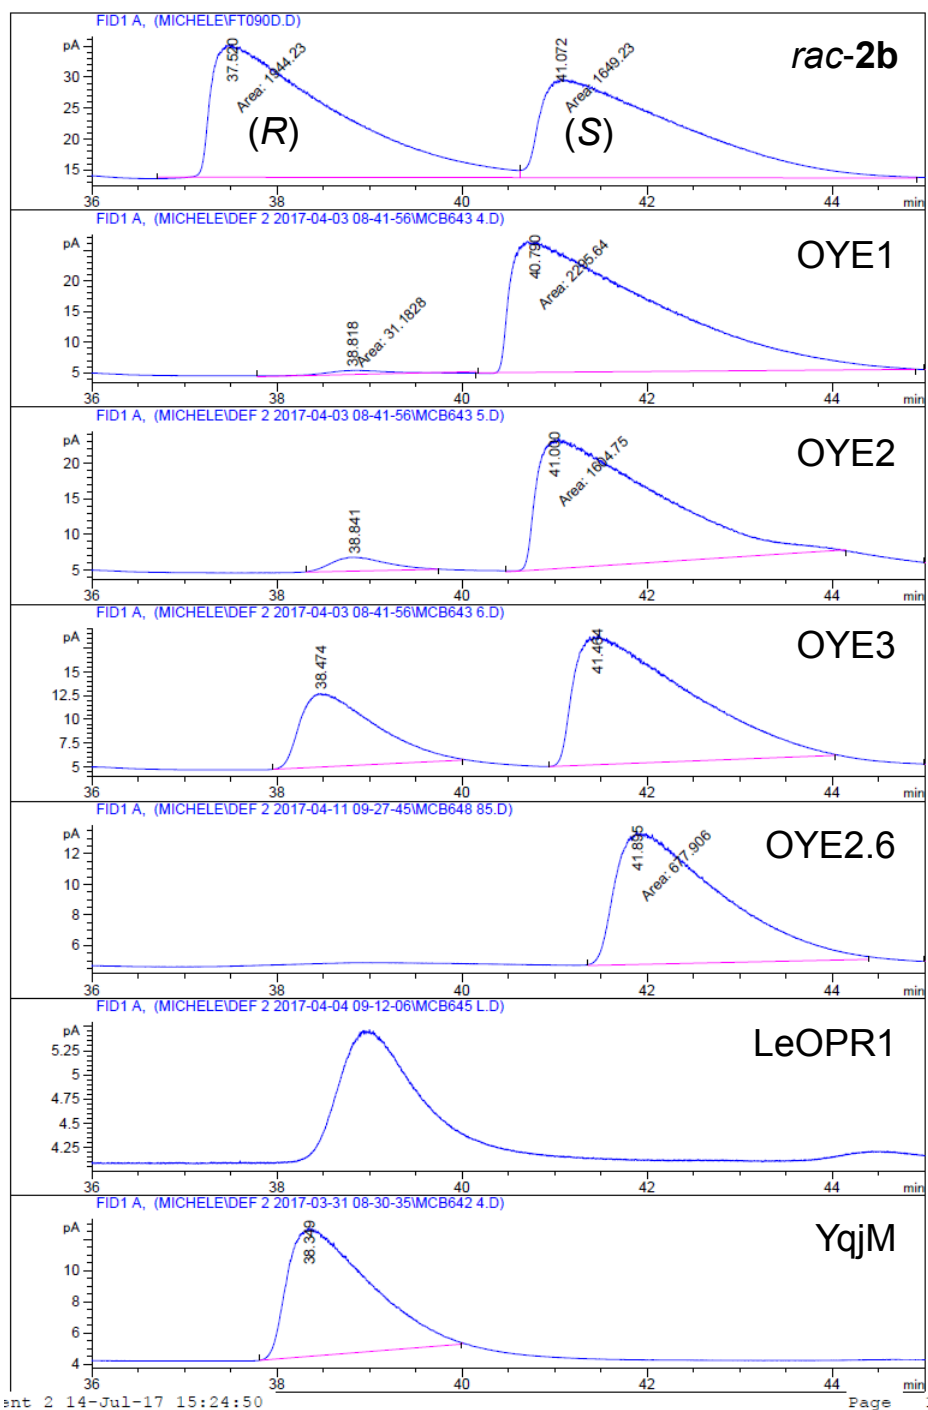 FID1 A, (MICHELE\FT090D.D)
pA
30
25
20
15
37.520
Area: 1944.23
(R)
41.072
Area: 1649.23
(S)
rac-2b
36 38 40 42 44 min
FID1 A, (MICHELE\DEF 2 2017-04-03 08-41-56\MCB643 4.D)
pA
20
15
10
5
38.818
Area: 31.1828
40.790
Area: 2295.64
OYE1
36 38 40 42 44 min
FID1 A, (MICHELE\DEF 2 2017-04-03 08-41-56\MCB643 5.D)
pA
20
15
10
5
38.841
Area: 1604.75
OYE2
36 38 40 42 44 min
FID1 A, (MICHELE\DEF 2 2017-04-03 08-41-56\MCB643 6.D)
pA
15
12.5
10
7.5
5
38.474
41.464
OYE3
36 38 40 42 44 min
FID1 A, (MICHELE\DEF 2 2017-04-11 09-27-45\MCB648 85.D)
pA
12
10
8
6
41.895
Area: 677.906
OYE2.6
36 38 40 42 44 min
FID1 A, (MICHELE\DEF 2 2017-04-04 09-12-06\MCB645 L.D)
pA
5.25
5
4.75
4.5
4.25
LeOPR1
36 38 40 42 44 min
FID1 A, (MICHELE\DEF 2 2017-03-31 08-30-35\MCB642 4.D)
pA
10
8
6
4
38.349
YqjM
36 38 40 42 44 min
ent 2 14-Jul-17 15:24:50 Page